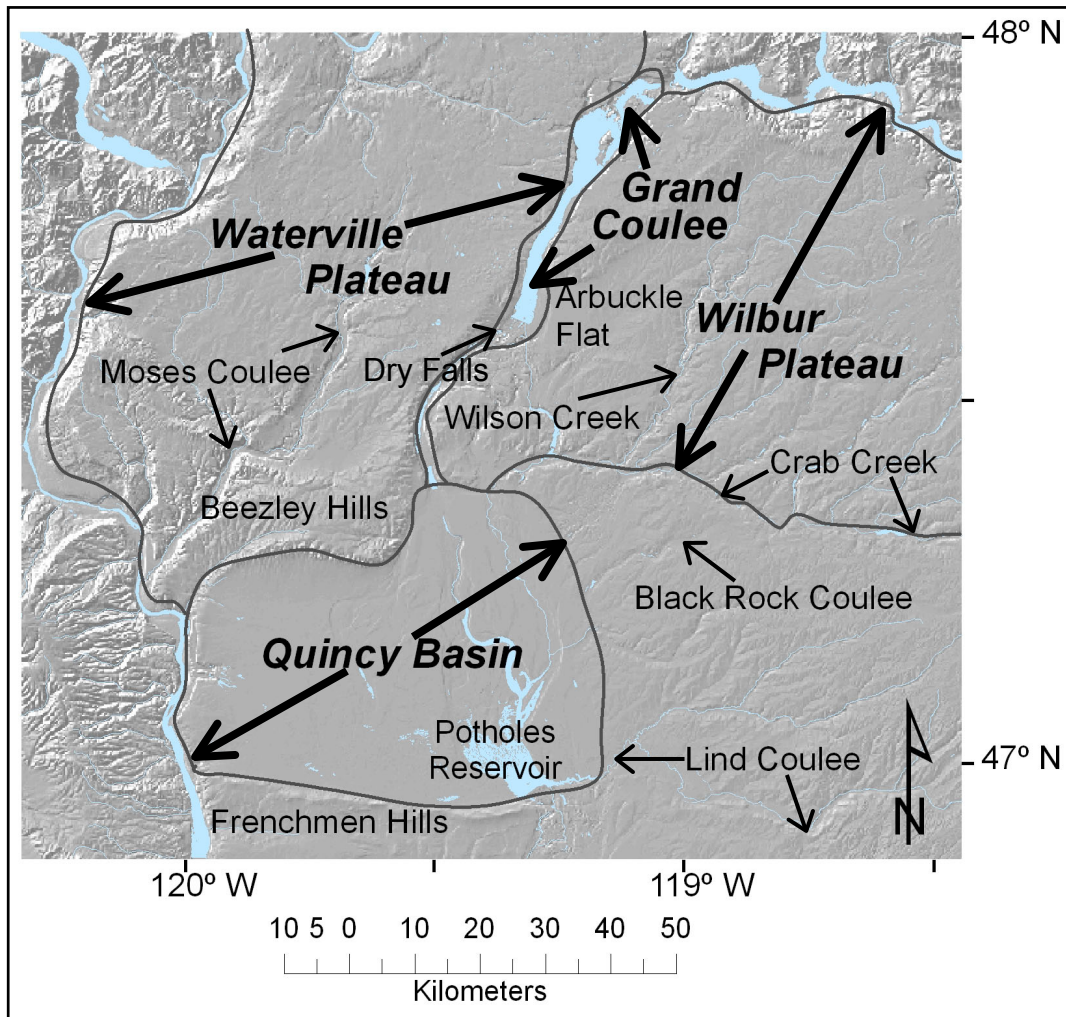 48º N
Grand
Coulee
Waterville
Plateau
Arbuckle
Flat
Wilbur
Plateau
Moses Coulee
Dry Falls
Wilson Creek
Crab Creek
Beezley Hills
Black Rock Coulee
Quincy Basin
Potholes
Reservoir
Lind Coulee
47º N
Frenchmen Hills
N
120º W
119º W
10 5 0 10 20 30 40 50
Kilometers